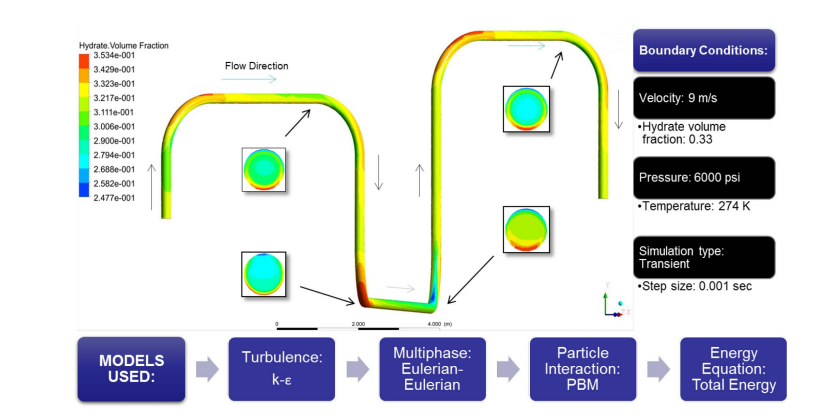 Hydrate.Volume Fraction
3.534e-001
3.429e-001
3.323e-001
3.217e-001
3.111e-001
3.006e-001
2.900e-001
2.794e-001
2.688e-001
2.582e-001
2.477e-001
Flow Direction
0
2.000
4.000 (m)
Y
Z X
Boundary Conditions:
Velocity: 9 m/s
•Hydrate volume
fraction: 0.33
Pressure: 6000 psi
•Temperature: 274 K
Simulation type:
Transient
•Step size: 0.001 sec
MODELS
USED:
Turbulence:
k-ε
Multiphase:
Eulerian-
Eulerian
Particle
Interaction:
PBM
Energy
Equation:
Total Energy